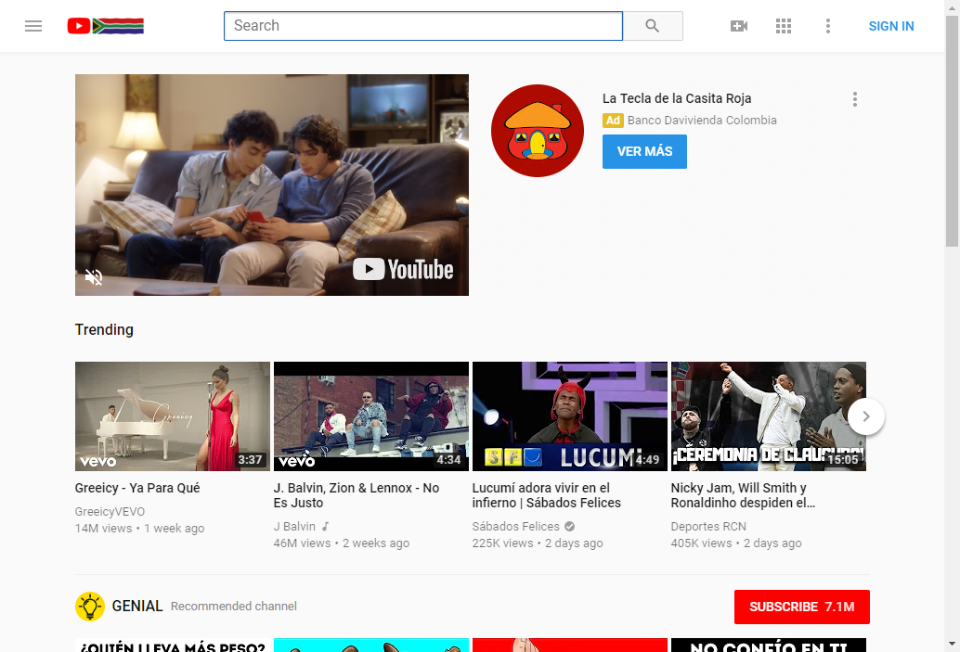 Search
SIGN IN
La Tecla de la Casita Roja
Ad Banco Davivienda Colombia
VER MÁS
YouTube
Trending
Greeicy
vevo
3:37
vevo
4:34
SFC
LUCUMí
4:49
¡CEREMONIA DE CLAUSURA!
15:05
Greeicy - Ya Para Qué
GreeicyVEVO
14M views • 1 week ago
J. Balvin, Zion & Lennox - No
Es Justo
J Balvin
46M views • 2 weeks ago
Lucumí adora vivir en el
infierno | Sábados Felices
Sábados Felices
225K views • 2 days ago
Nicky Jam, Will Smith y
Ronaldinho despiden el...
Deportes RCN
405K views • 2 days ago
GENIAL Recommended channel
SUBSCRIBE 7.1M
¿QUIÉN LLEVA MÁS PESO?
NO CONFÍO EN TI